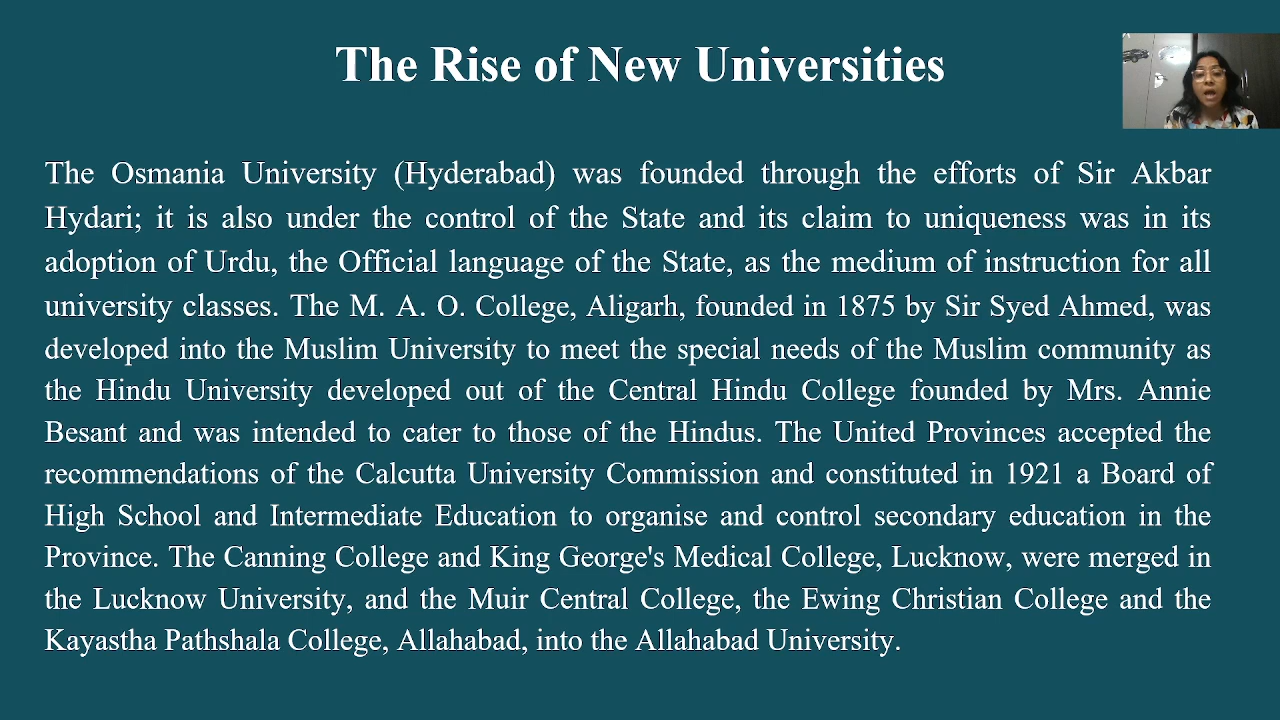 The Rise of New Universities
The Osmania University (Hyderabad) was founded through the efforts of Sir Akbar
Hydari; it is also under the control of the State and its claim to uniqueness was in its
adoption of Urdu, the Official language of the State, as the medium of instruction for all
university classes. The M. A. O. College, Aligarh, founded in 1875 by Sir Syed Ahmed, was
developed into the Muslim University to meet the special needs of the Muslim community as
the Hindu University developed out of the Central Hindu College founded by Mrs. Annie
Besant and was intended to cater to those of the Hindus. The United Provinces accepted the
recommendations of the Calcutta University Commission and constituted in 1921 a Board of
High School and Intermediate Education to organise and control secondary education in the
Province. The Canning College and King George's Medical College, Lucknow, were merged in
the Lucknow University, and the Muir Central College, the Ewing Christian College and the
Kayastha Pathshala College, Allahabad, into the Allahabad University.